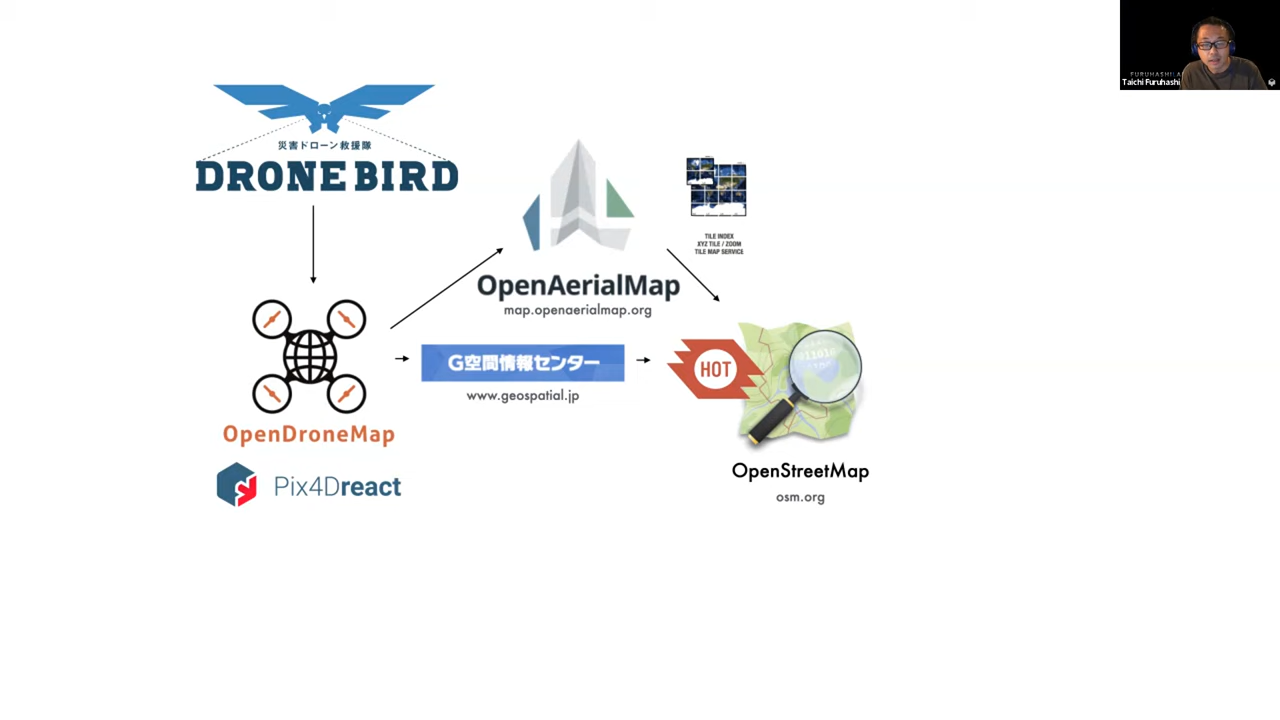 FURUHASHI
Taichi Furuhashi
災害ドローン救援隊
DRONE BIRD
TILE INDEX
XYZ TILE / ZOOM
TILE MAP SERVICE
OpenAerialMap
map.openaerialmap.org
G空間情報センター
www.geospatial.jp
HOT
OpenDroneMap
Pix4Dreact
OpenStreetMap
osm.org